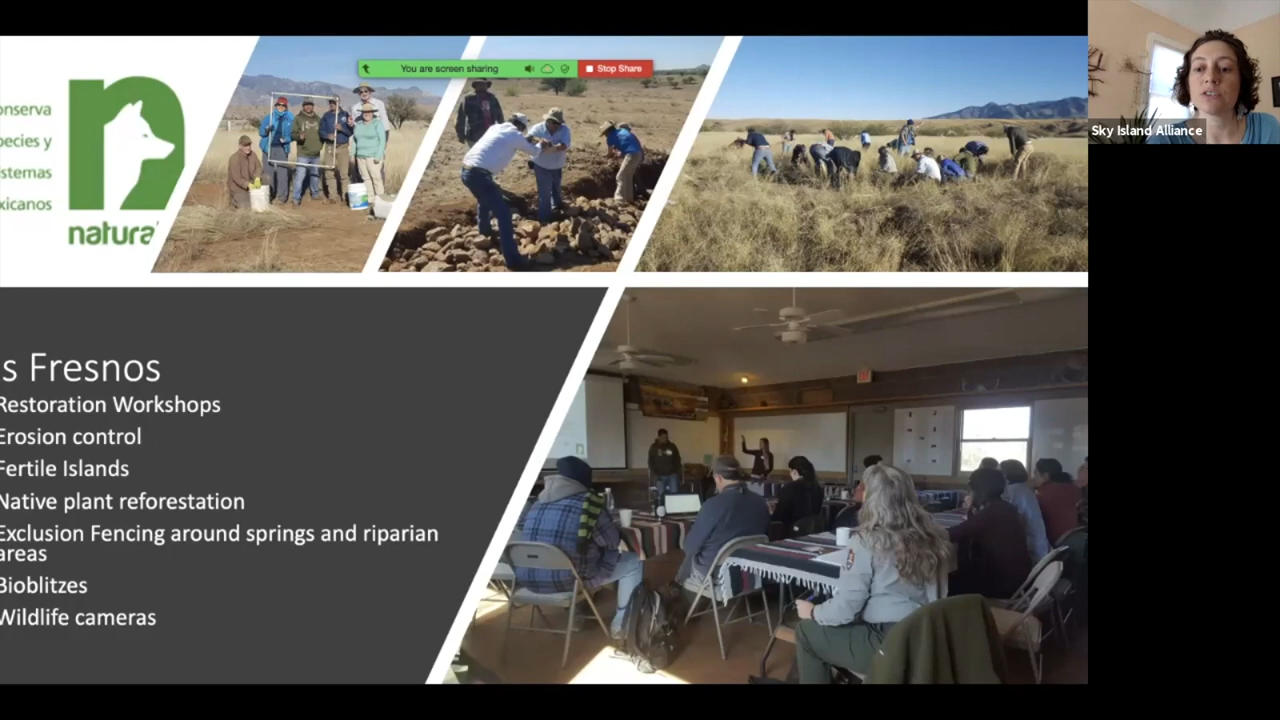 You are screen sharing
Stop Share
Sky Island Alliance
onserva
pecies y
istemas
xicanos
natura
s Fresnos
Restoration Workshops
Erosion control
Fertile Islands
Native plant reforestation
Exclusion Fencing around springs and riparian
areas
Bioblitzes
Wildlife cameras